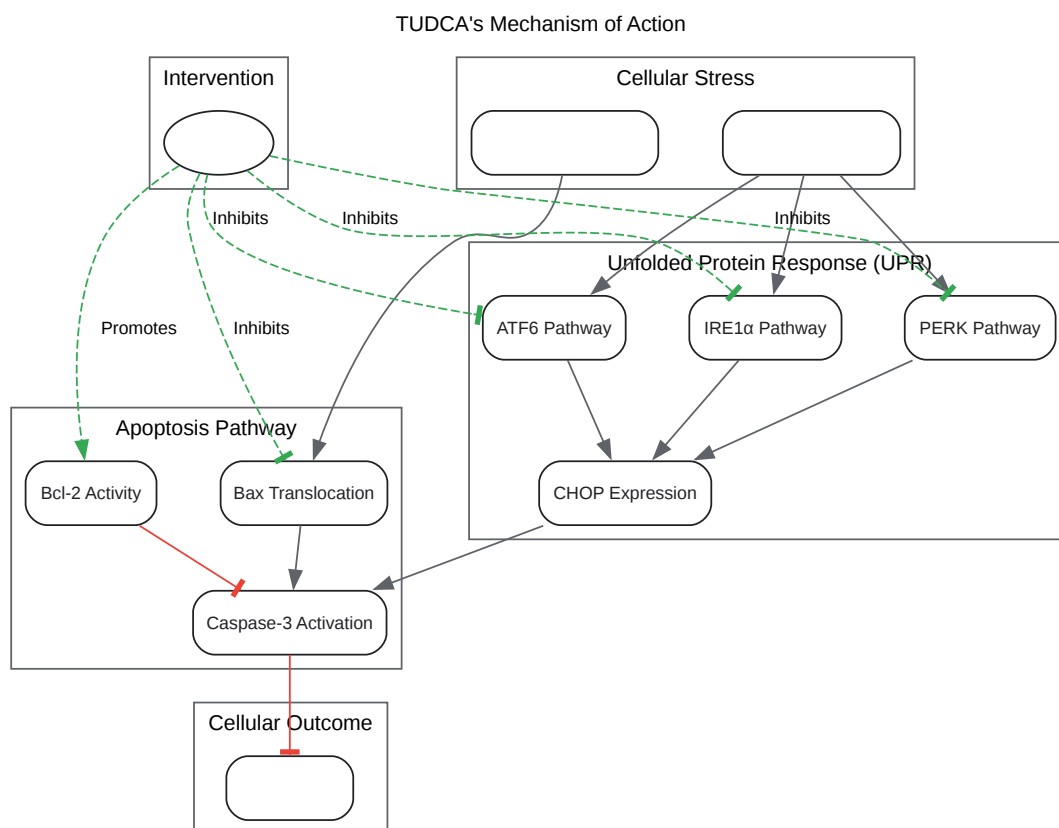 TUDCA's Mechanism of Action
Intervention
Cellular Stress
Inhibits
Inhibits
Inhibits
Unfolded Protein Response (UPR)
Promotes
Inhibits
ATF6 Pathway
IRE1α Pathway
PERK Pathway
Apoptosis Pathway
Bcl-2 Activity
Bax Translocation
CHOP Expression
Caspase-3 Activation
Cellular Outcome